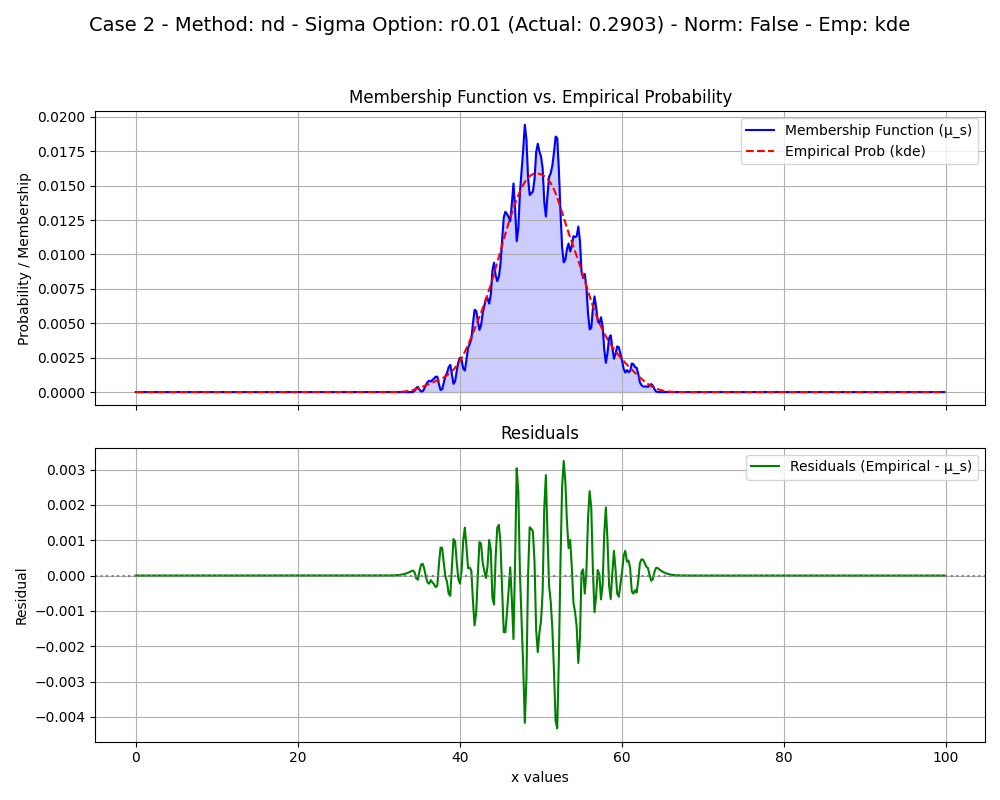 Case 2 - Method: nd - Sigma Option: r0.01 (Actual: 0.2903) - Norm: False - Emp: kde
Membership Function vs. Empirical Probability
Probability / Membership
0.0200
0.0175
0.0150
0.0125
0.0100
0.0075
0.0050
0.0025
0.0000
Membership Function (μ_s)
Empirical Prob (kde)
Residuals
Residual
0.003
0.002
0.001
0.000
−0.001
−0.002
−0.003
−0.004
Residuals (Empirical - μ_s)
0 20 40 60 80 100
x values